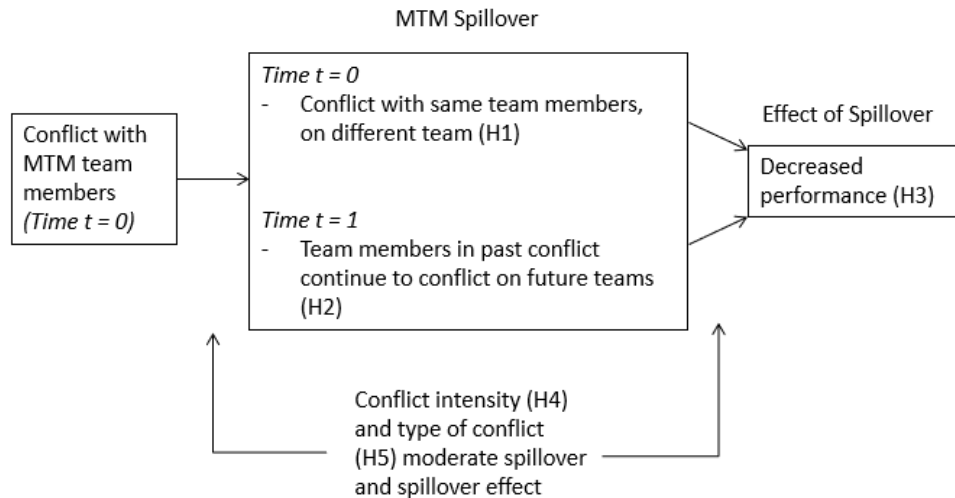 MTM Spillover
Conflict with
MTM team
members
(Time t = 0)
Time t = 0
- Conflict with same team members,
on different team (H1)
Time t = 1
- Team members in past conflict
continue to conflict on future teams
(H2)
Effect of Spillover
Decreased
performance (H3)
Conflict intensity (H4)
and type of conflict
(H5) moderate spillover
and spillover effect